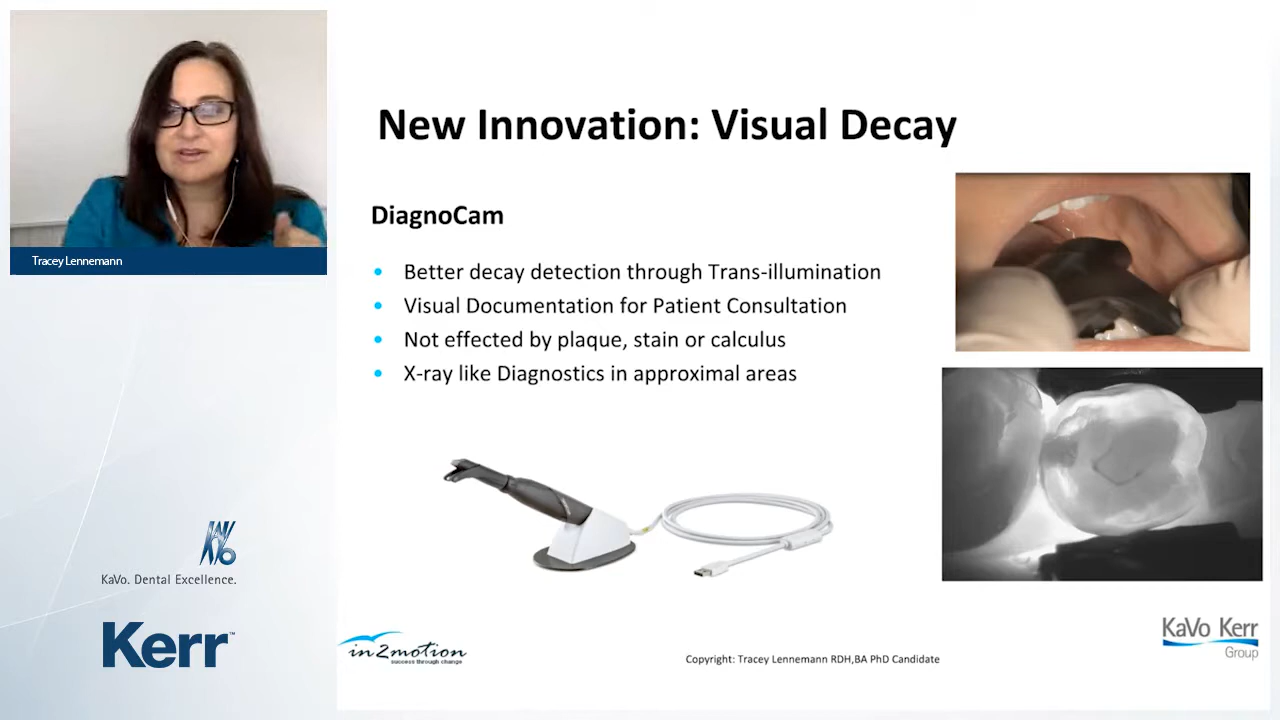 New Innovation: Visual Decay
DiagnoCam
• Better decay detection through Trans-illumination
• Visual Documentation for Patient Consultation
• Not effected by plaque, stain or calculus
• X-ray like Diagnostics in approximal areas
Tracey Lennemann
KaVo
KaVo. Dental Excellence.
Kerr™
in2motion
success through change
Copyright: Tracey Lennemann RDH,BA PhD Candidate
KaVo Kerr
Group